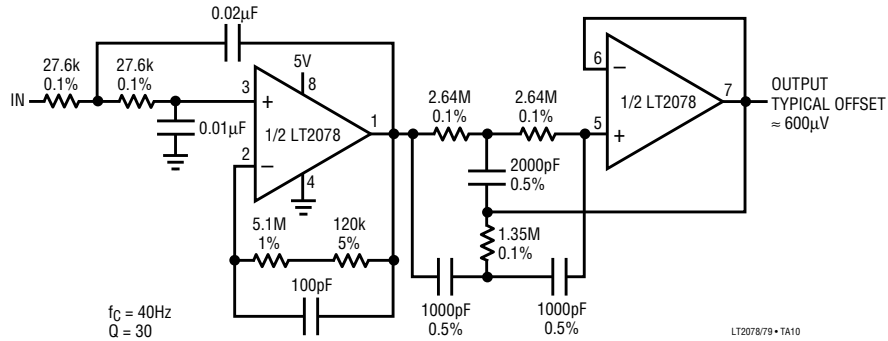 0.02µF
27.6k
0.1%
27.6k
0.1%
IN
0.01µF
5V
8
3
+
1/2 LT2078
1
2
–
4
5.1M
1%
120k
5%
100pF
2.64M
0.1%
2.64M
0.1%
2000pF
0.5%
1.35M
0.1%
1000pF
0.5%
1000pF
0.5%
6
–
7
5
+
1/2 LT2078
OUTPUT
TYPICAL OFFSET
≈ 600µV
fC = 40Hz
Q = 30
LT2078/79 • TA10